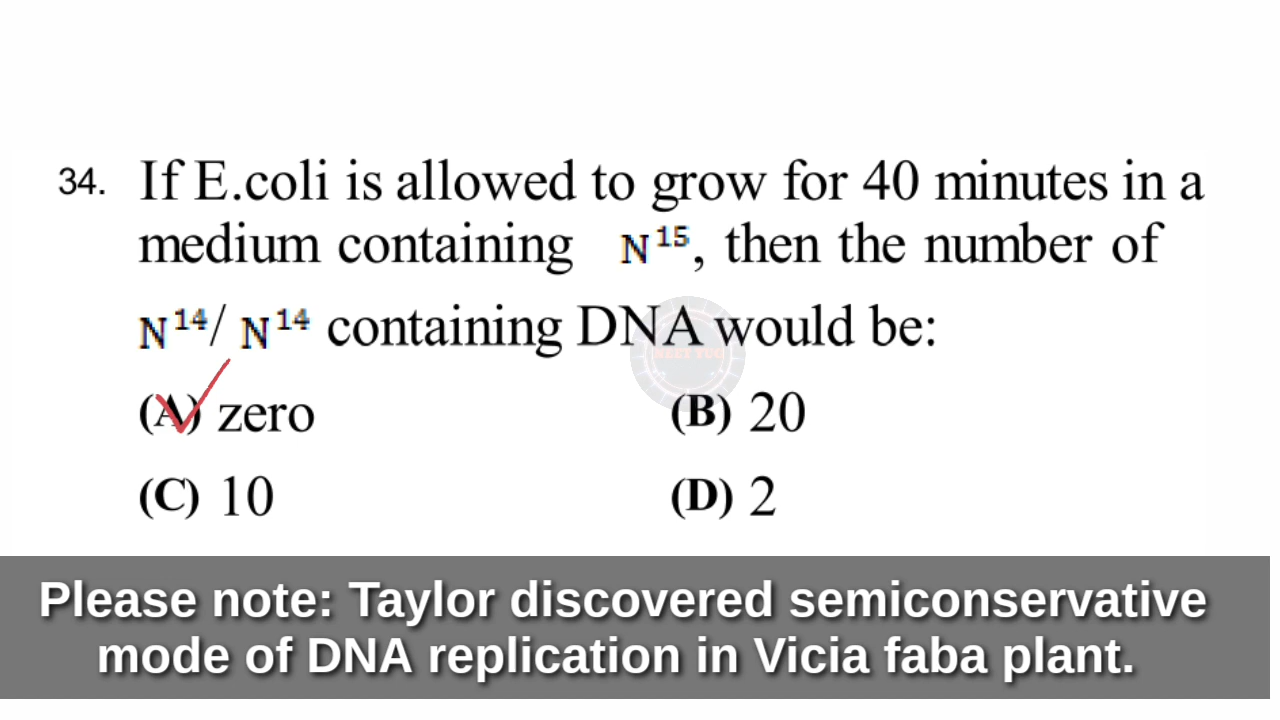 34. If E.coli is allowed to grow for 40 minutes in a
medium containing N¹⁵, then the number of
N¹⁴/ N¹⁴ containing DNA would be:
NEET YUG
(A) zero (B) 20
(C) 10 (D) 2
Please note: Taylor discovered semiconservative
mode of DNA replication in Vicia faba plant.